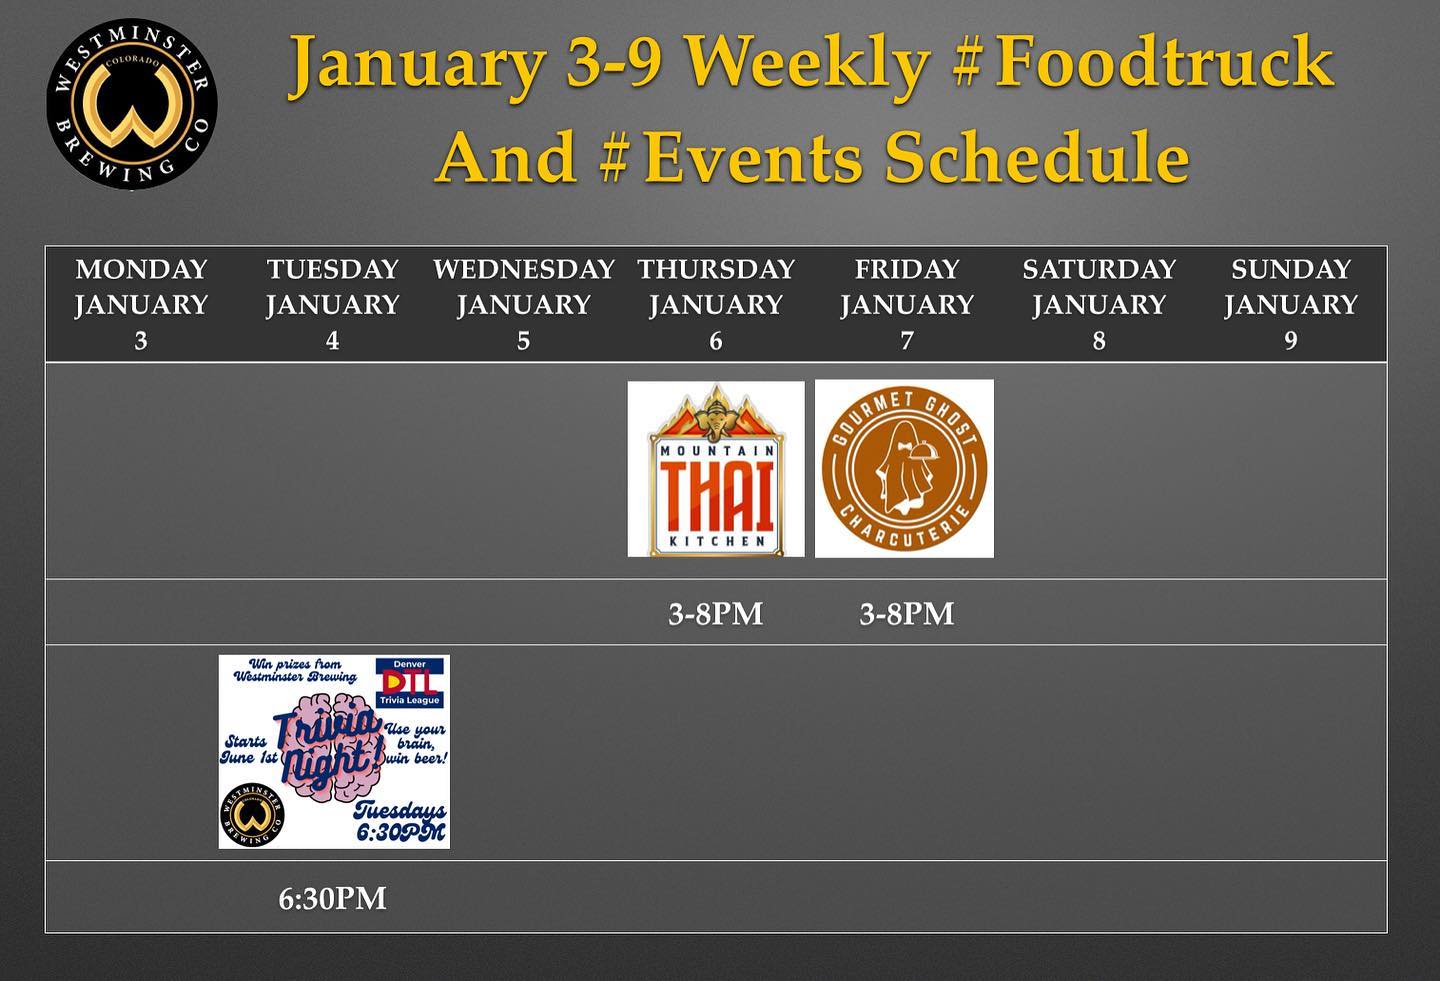 WESTMINSTER
COLORADO
BREWING CO
January 3-9 Weekly #Foodtruck
And #Events Schedule
MONDAY JANUARY 3
TUESDAY JANUARY 4
WEDNESDAY JANUARY 5
THURSDAY JANUARY 6
FRIDAY JANUARY 7
SATURDAY JANUARY 8
SUNDAY JANUARY 9
MOUNTAIN
THAI
KITCHEN
GOURMET GHOST
CHARCUTERIE
3-8PM
3-8PM
Win prizes from
Westminster Brewing
Denver
DTL
Trivia League
Trivia
Night!
Starts
June 1st
Use your
brain,
win beer!
WESTMINSTER
BREWING CO
Tuesdays
6:30PM
6:30PM